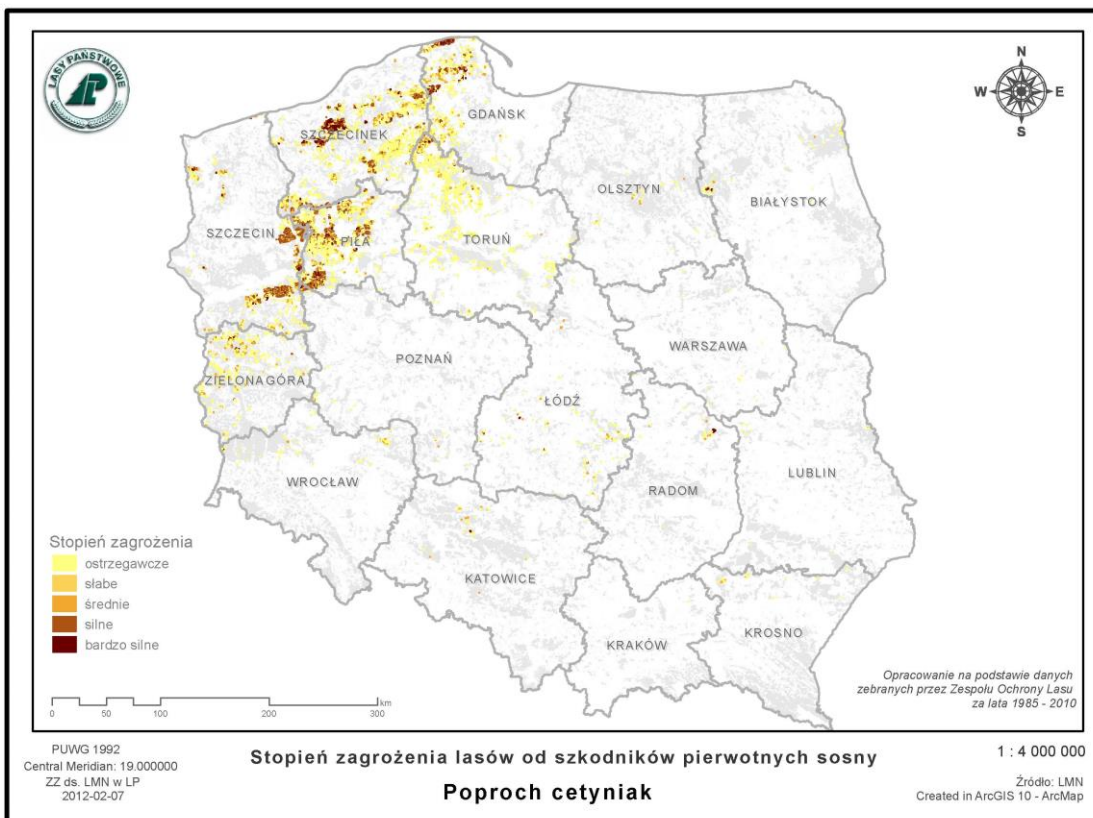 LASY PAŃSTWOWE
LP
N
W E
S
GDAŃSK
SZCZECINEK
OLSZTYN
BIAŁYSTOK
SZCZECIN
PIŁA
TORUŃ
WARSZAWA
POZNAŃ
ZIELONAGÓRA
ŁÓDŹ
LUBLIN
WROCŁAW
RADOM
KATOWICE
KRAKÓW
KROSNO
Stopień zagrożenia
ostrzegawcze
słabe
średnie
silne
bardzo silne
Opracowanie na podstawie danych
zebranych przez Zespołu Ochrony Lasu
za lata 1985 - 2010
km
0 50 100 200 300
PUWG 1992
Central Meridian: 19.000000
ZZ ds. LMN w LP
2012-02-07
Stopień zagrożenia lasów od szkodników pierwotnych sosny
Poproch cetyniak
1 : 4 000 000
Źródło: LMN
Created in ArcGIS 10 - ArcMap